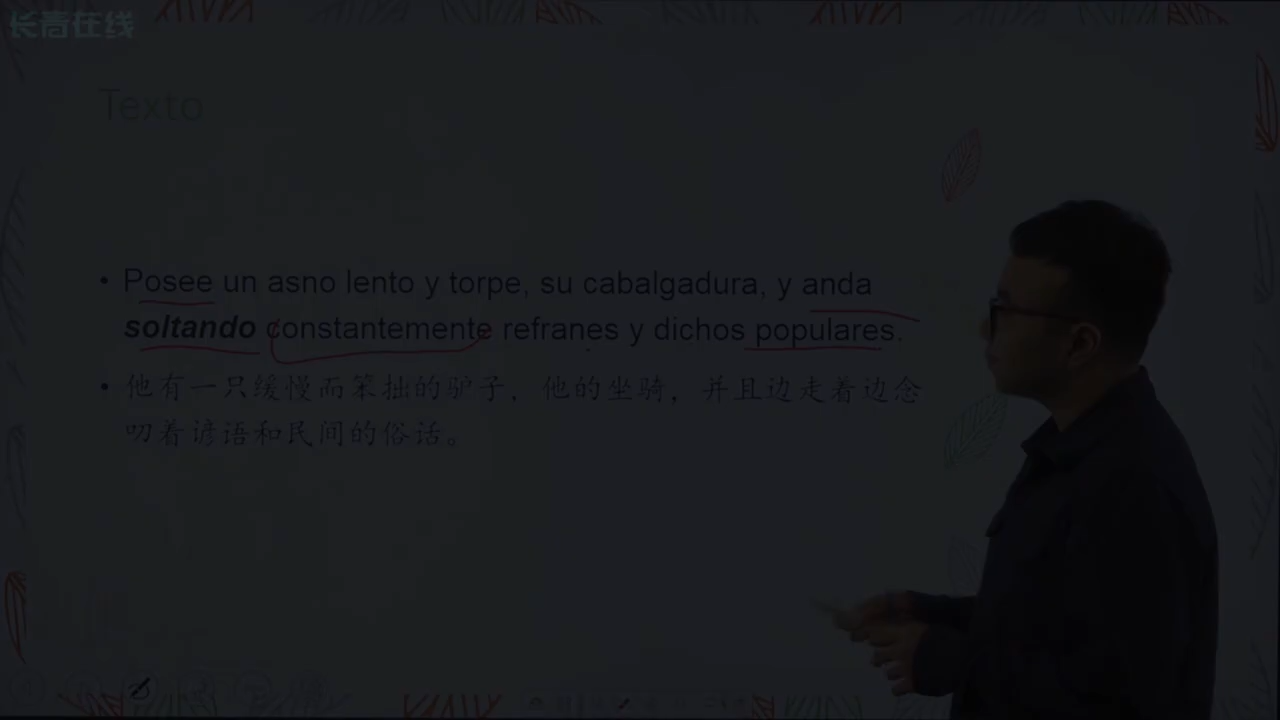 长青在线
Texto
• Posee un asno lento y torpe, su cabalgadura, y anda
soltando constantemente refranes y dichos populares.
• 他有一只缓慢而笨拙的驴子，他的坐骑，并且边走着边念
叨着谚语和民间的俗话。